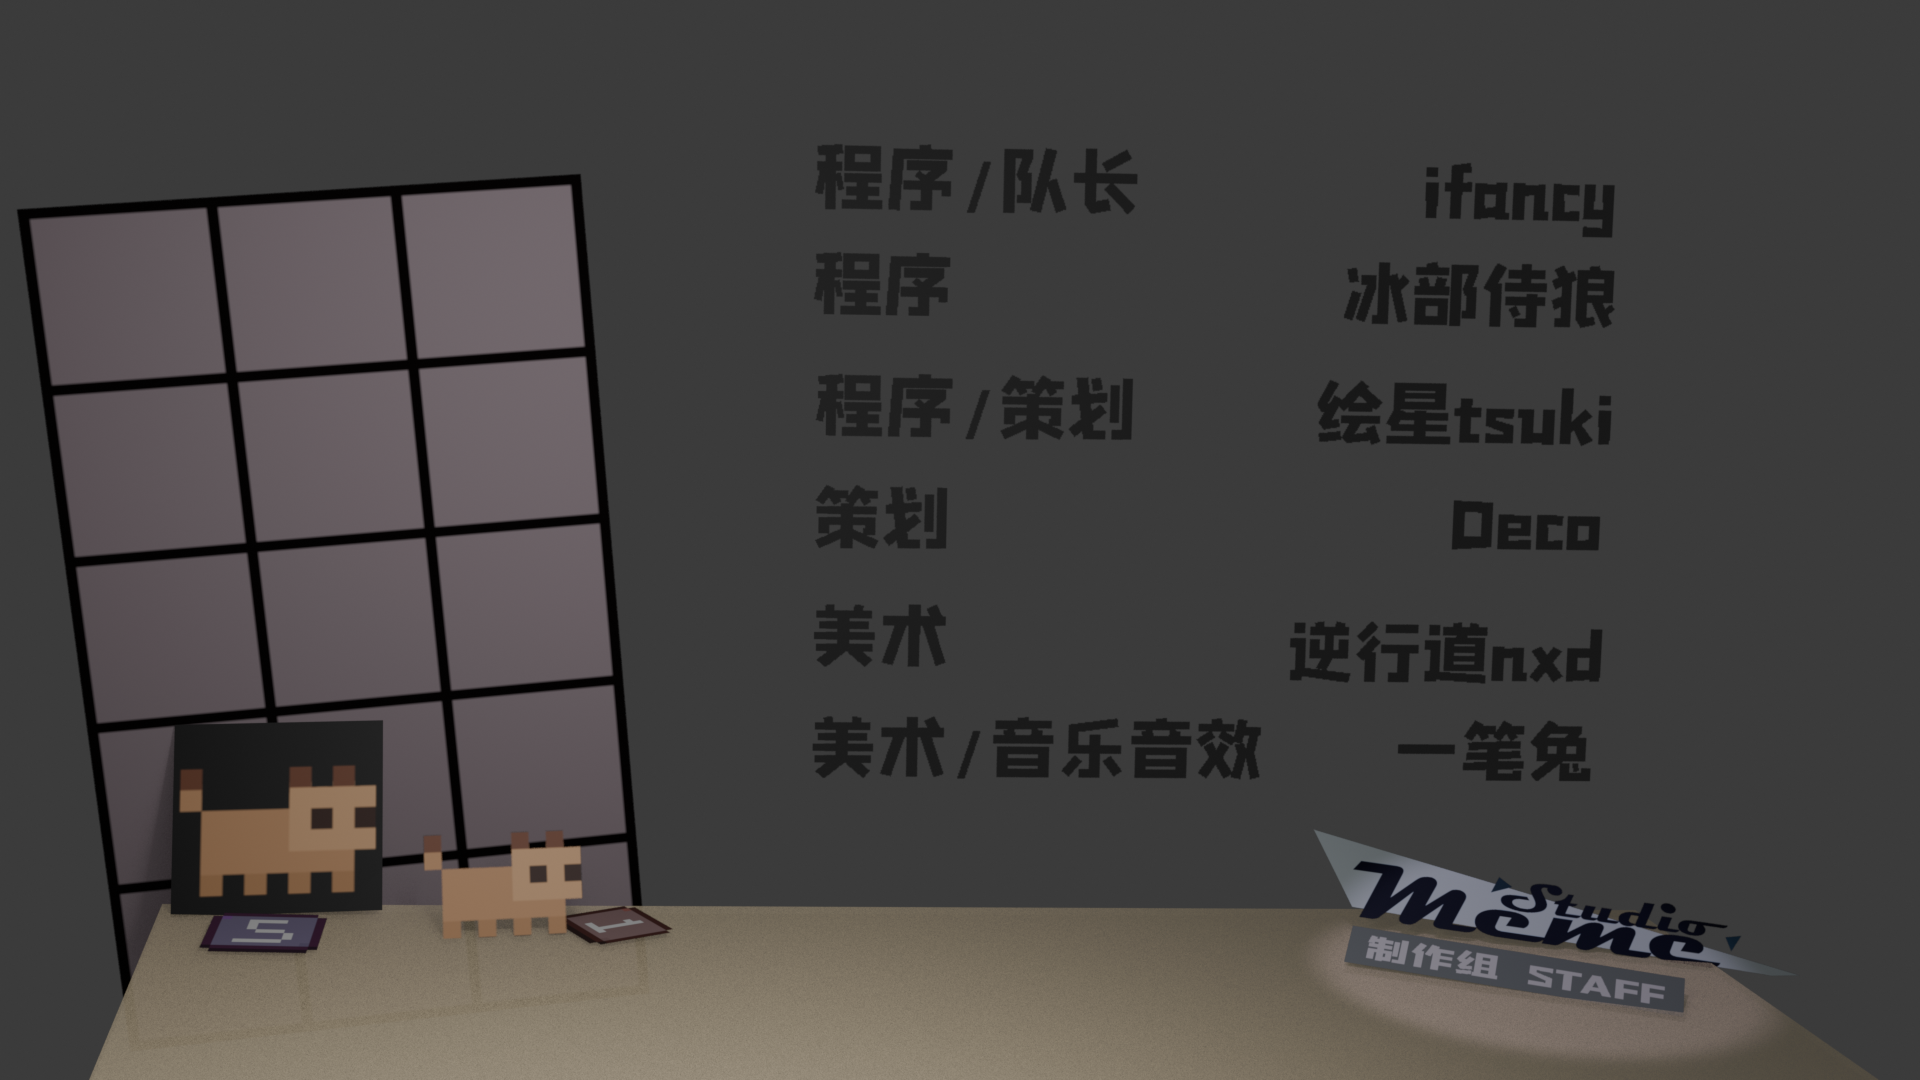 程序/队长 ifancy
程序 冰部侍狼
程序/策划 绘星tsuki
策划 Deco
美术 逆行道nxd
美术/音乐音效 一笔兔
5
1
Studio
Meme
制作组 STAFF